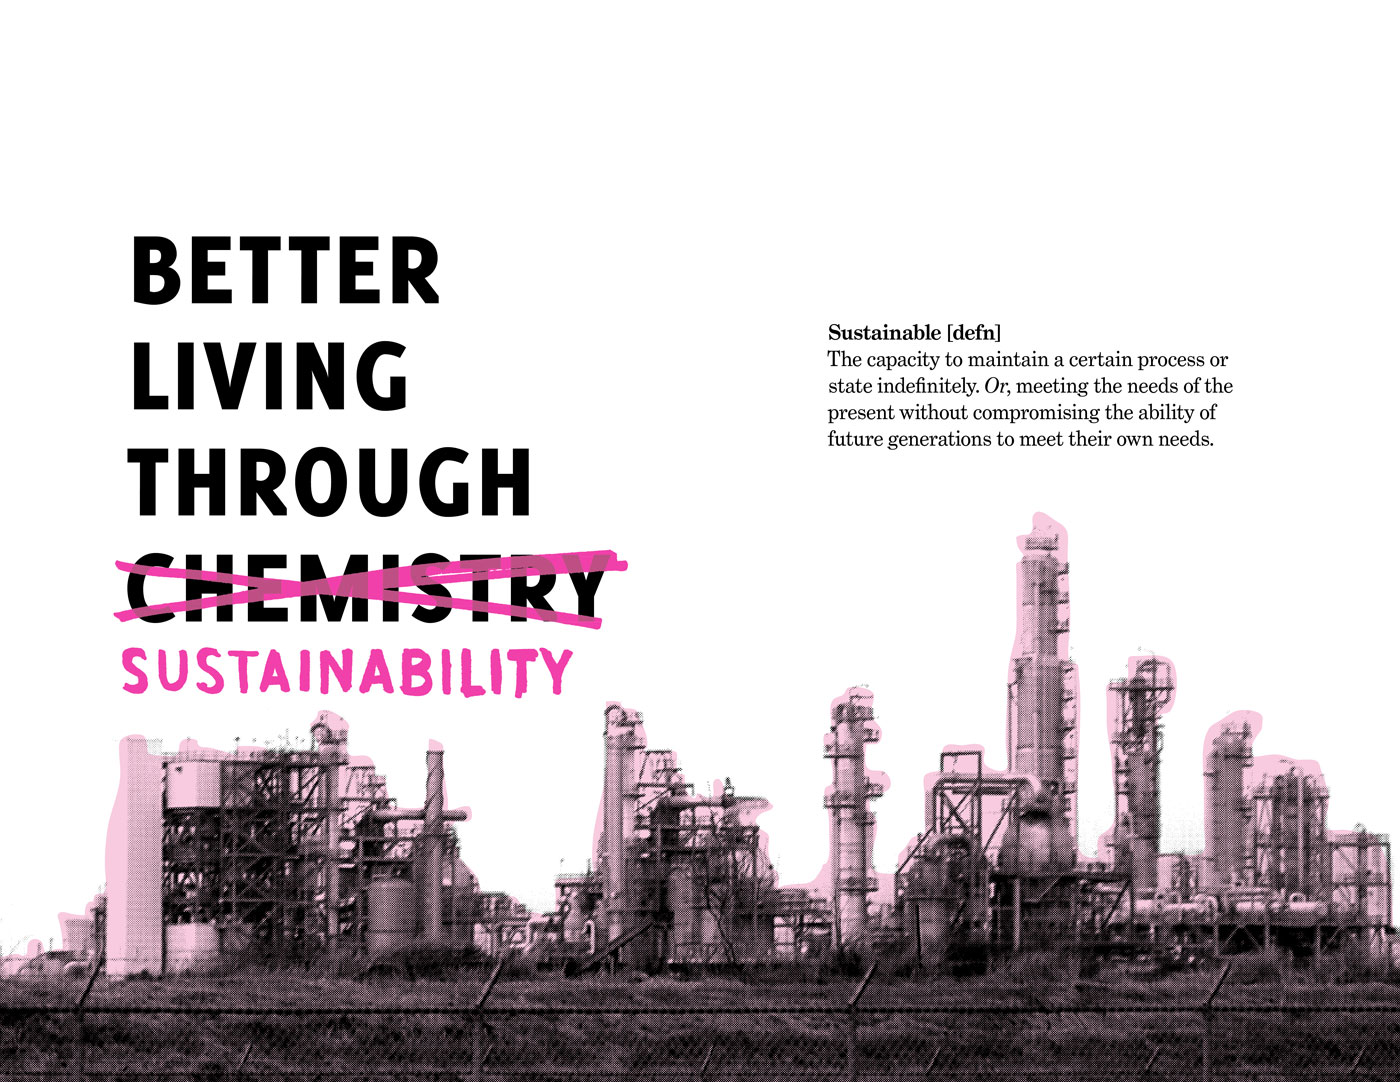 BETTER
LIVING
THROUGH
CHEMISTRY
SUSTAINABILITY
Sustainable [defn]
The capacity to maintain a certain process or
state indefinitely. Or, meeting the needs of the
present without compromising the ability of
future generations to meet their own needs.